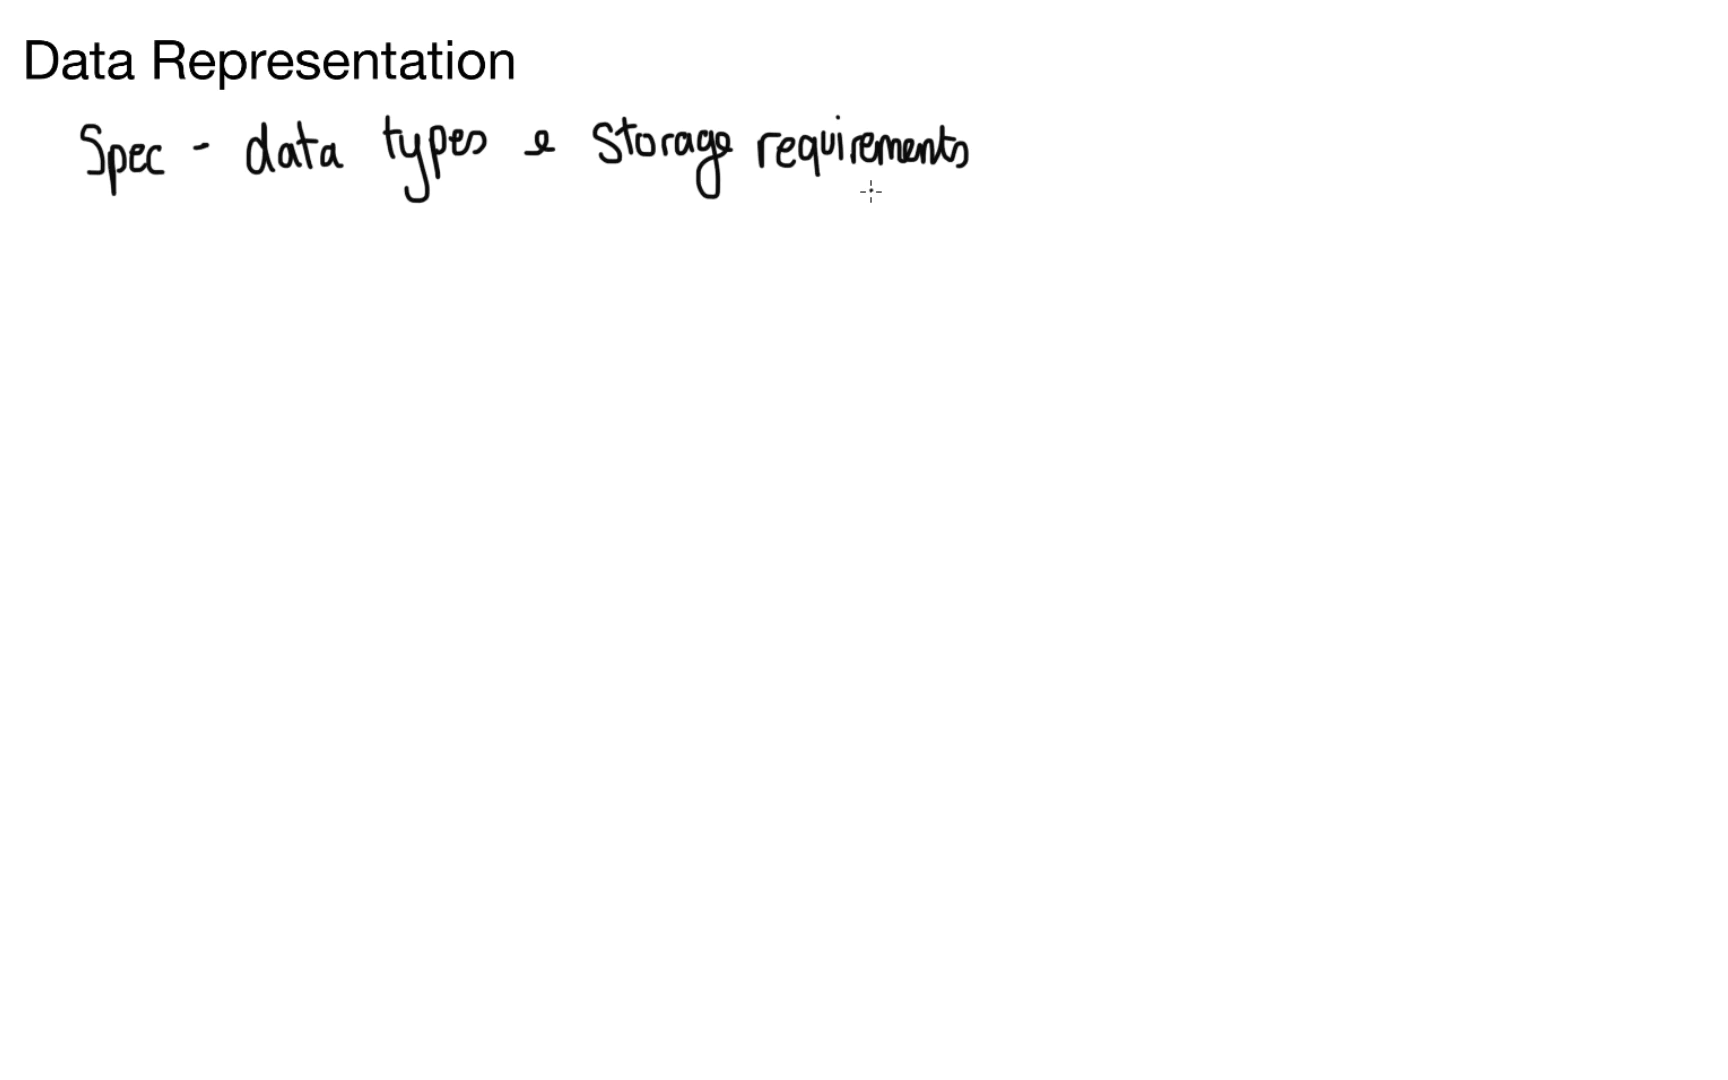 Data Representation
Spec - data types e Storage requirements